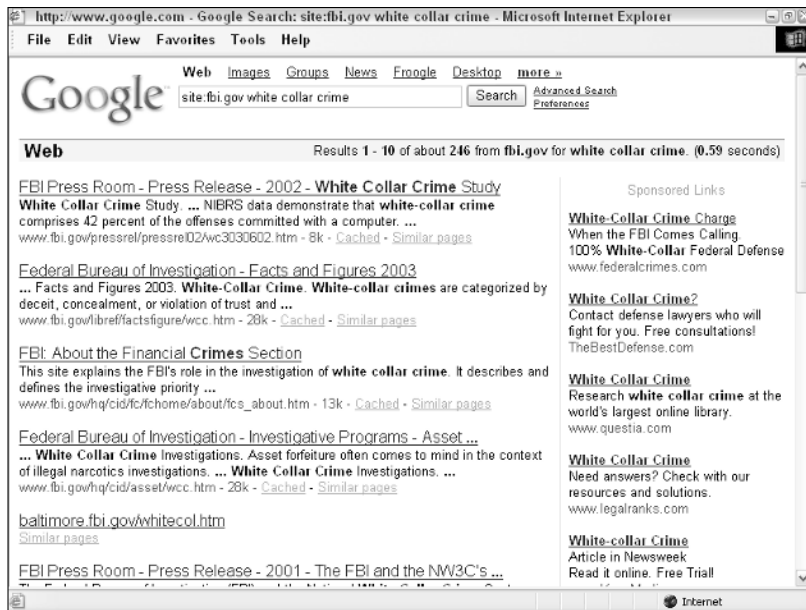 http://www.google.com - Google Search: site:fbi.gov white collar crime - Microsoft Internet Explorer
File Edit View Favorites Tools Help
Web Images Groups News Froogle Desktop more »
Google™
site:fbi.gov white collar crime Search Advanced Search
Preferences
Web Results 1 - 10 of about 246 from fbi.gov for white collar crime. (0.59 seconds)
FBI Press Room - Press Release - 2002 - White Collar Crime Study
White Collar Crime Study. ... NIBRS data demonstrate that white-collar crime
comprises 42 percent of the offenses committed with a computer. ...
www.fbi.gov/pressrel/pressrel02/wc3030602.htm - 8k - Cached - Similar pages
Federal Bureau of Investigation - Facts and Figures 2003
... Facts and Figures 2003. White-Collar Crime. White-collar crimes are categorized by
deceit, concealment, or violation of trust and ...
www.fbi.gov/libref/factsfigure/wcc.htm - 28k - Cached - Similar pages
FBI: About the Financial Crimes Section
This site explains the FBI's role in the investigation of white collar crime. It describes and
defines the investigative priority ...
www.fbi.gov/hq/cid/fc/fchome/about/fcs_about.htm - 13k - Cached - Similar pages
Federal Bureau of Investigation - Investigative Programs - Asset ...
... White Collar Crime Investigations. Asset forfeiture often comes to mind in the context
of illegal narcotics investigations. ... White Collar Crime Investigations. ...
www.fbi.gov/hq/cid/asset/wcc.htm - 28k - Cached - Similar pages
baltimore.fbi.gov/whitecol.htm
Similar pages
FBI Press Room - Press Release - 2001 - The FBI and the NW3C's ...
Sponsored Links
White-Collar Crime Charge
When the FBI Comes Calling.
100% White-Collar Federal Defense
www.federalcrimes.com
White Collar Crime?
Contact defense lawyers who will
fight for you. Free consultations!
TheBestDefense.com
White Collar Crime
Research white collar crime at the
world's largest online library.
www.questia.com
White Collar Crime
Need answers? Check with our
resources and solutions.
www.legalranks.com
White-collar Crime
Article in Newsweek
Read it online. Free Trial!
Internet